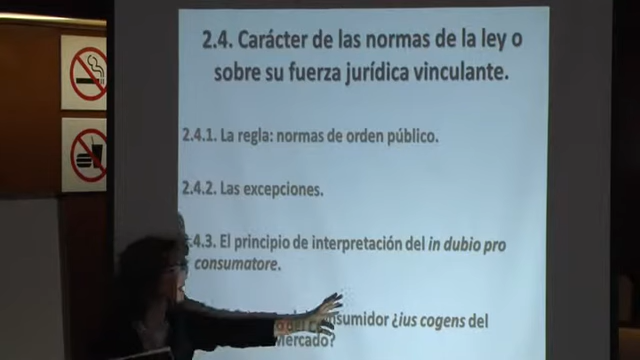 2.4. Carácter de las normas de la ley o
sobre su fuerza jurídica vinculante.
2.4.1. La regla: normas de orden público.
2.4.2. Las excepciones.
.4.3. El principio de interpretación del in dubio pro
consumatore.
del nsumidor ¿ius cogens del
Mercado?